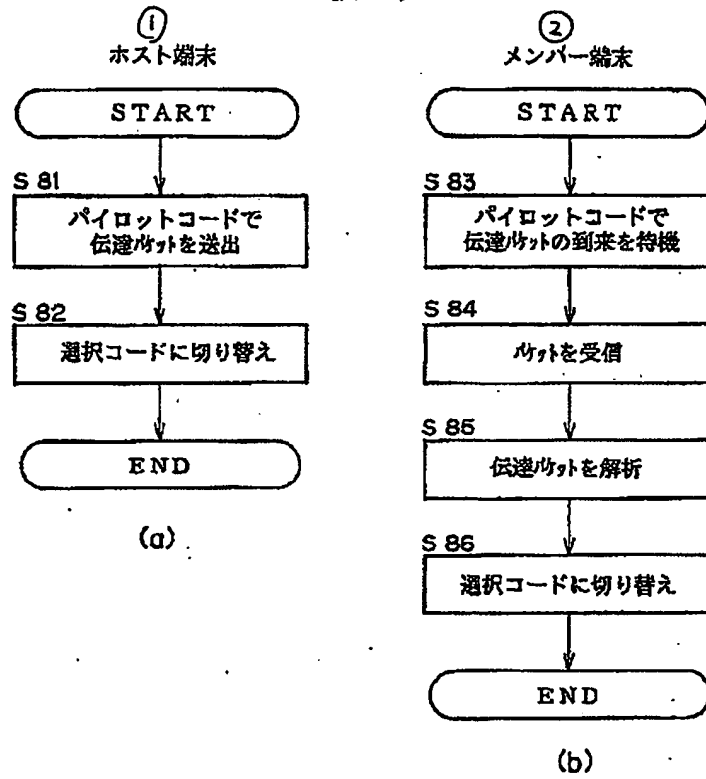 ①
ホスト端末
START
S 81
パイロットコードで
伝達パケットを送出
S 82
選択コードに切り替え
END
(a)
②
メンバー端末
START
S 83
パイロットコードで
伝達パケットの到来を待機
S 84
パケットを受信
S 85
伝達パケットを解析
S 86
選択コードに切り替え
END
(b)